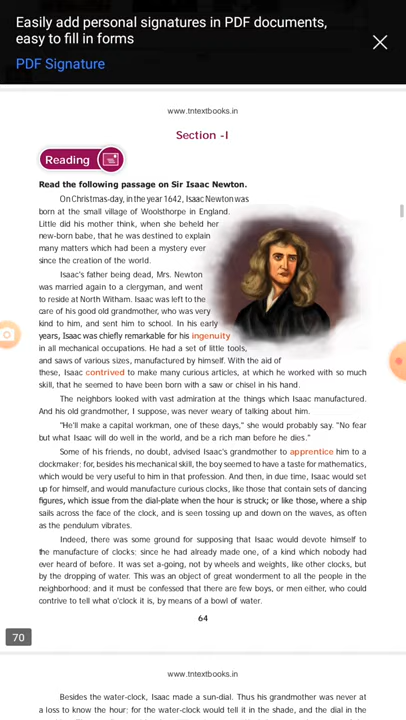 Easily add personal signatures in PDF documents,
easy to fill in forms
PDF Signature
www.tntextbooks.in
Section -I
Reading
Read the following passage on Sir Isaac Newton.
On Christmas-day, in the year 1642, Isaac Newton was
born at the small village of Woolsthorpe in England.
Little did his mother think, when she beheld her
new-born babe, that he was destined to explain
many matters which had been a mystery ever
since the creation of the world.
Isaac's father being dead, Mrs. Newton
was married again to a clergyman, and went
to reside at North Witham. Isaac was left to the
care of his good old grandmother, who was very
kind to him, and sent him to school. In his early
years, Isaac was chiefly remarkable for his ingenuity
in all mechanical occupations. He had a set of little tools,
and saws of various sizes, manufactured by himself. With the aid of
these, Isaac contrived to make many curious articles, at which he worked with so much
skill, that he seemed to have been born with a saw or chisel in his hand.
The neighbors looked with vast admiration at the things which Isaac manufactured.
And his old grandmother, I suppose, was never weary of talking about him.
"He'll make a capital workman, one of these days," she would probably say. "No fear
but what Isaac will do well in the world, and be a rich man before he dies."
Some of his friends, no doubt, advised Isaac's grandmother to apprentice him to a
clockmaker: for, besides his mechanical skill, the boy seemed to have a taste for mathematics,
which would be very useful to him in that profession. And then, in due time, Isaac would set
up for himself, and would manufacture curious clocks, like those that contain sets of dancing
figures, which issue from the dial-plate when the hour is struck; or like those, where a ship
sails across the face of the clock, and is seen tossing up and down on the waves, as often
as the pendulum vibrates.
Indeed, there was some ground for supposing that Isaac would devote himself to
the manufacture of clocks: since he had already made one, of a kind which nobody had
ever heard of before. It was set a-going, not by wheels and weights, like other clocks, but
by the dropping of water. This was an object of great wonderment to all the people in the
neighborhood: and it must be confessed that there are few boys, or men either, who could
contrive to tell what o'clock it is, by means of a bowl of water.
64
70
www.tntextbooks.in
Besides the water-clock, Isaac made a sun-dial. Thus his grandmother was never at
a loss to know the hour: for the water-clock would tell it in the shade, and the dial in the